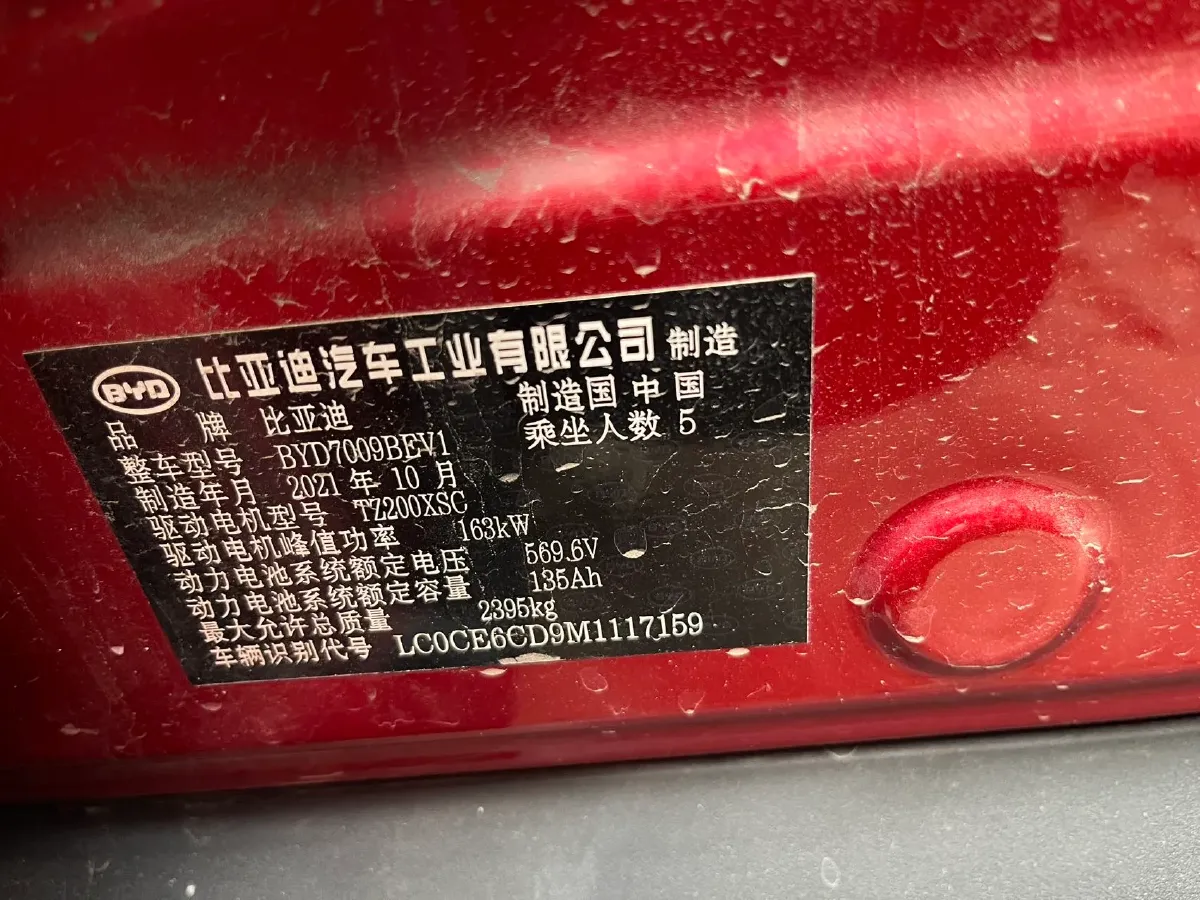 BYD 比亚迪汽车工业有限公司 制造
品 牌 比亚迪 制造国 中国
整车型号 BYD7009BEV1 乘坐人数 5
制造年月 2021 年 10 月
驱动电机型号 TZ200XSC
驱动电机峰值功率 163kW
动力电池系统额定电压 569.6V
动力电池系统额定容量 135Ah
最大允许总质量 2395kg
车辆识别代号 LC0CE6CD9M1117159